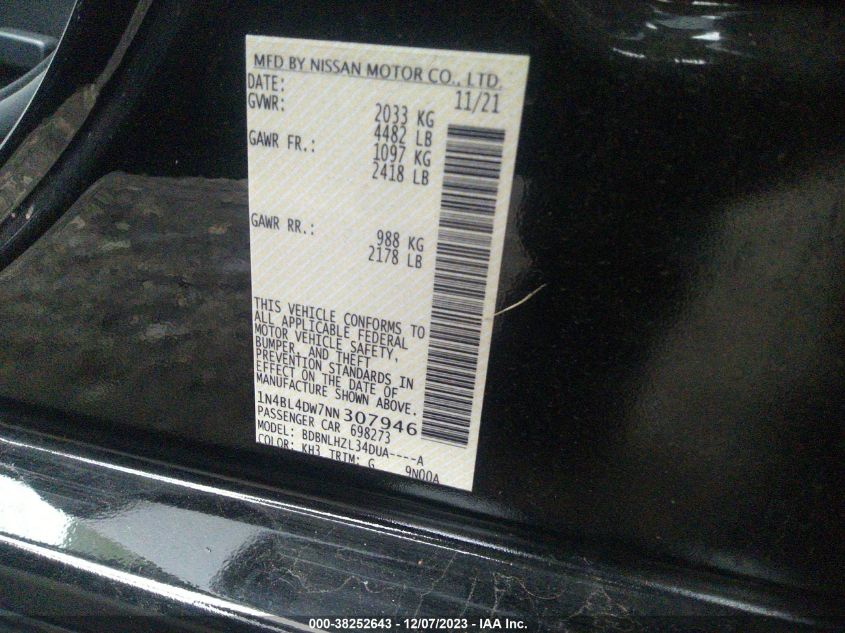 MFD BY NISSAN MOTOR CO., LTD.
DATE: 11/21
GVWR: 2033 KG
4482 LB
GAWR FR.: 1097 KG
2418 LB
GAWR RR.: 988 KG
2178 LB
THIS VEHICLE CONFORMS TO
ALL APPLICABLE FEDERAL
MOTOR VEHICLE SAFETY,
BUMPER, AND THEFT
PREVENTION STANDARDS IN
EFFECT ON THE DATE OF
MANUFACTURE SHOWN ABOVE.
1N4BL4DW7NN307946
PASSENGER CAR 698273
MODEL: BDBNLHZL34DUA----A
COLOR: KH3 TRIM: G 9N00A
000-38252643 - 12/07/2023 - IAA Inc.